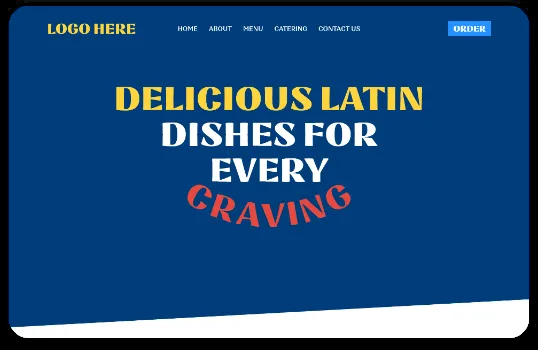 LOGO HERE HOME ABOUT MENU CATERING CONTACT US ORDER
DELICIOUS LATIN
DISHES FOR
EVERY
CRAVING